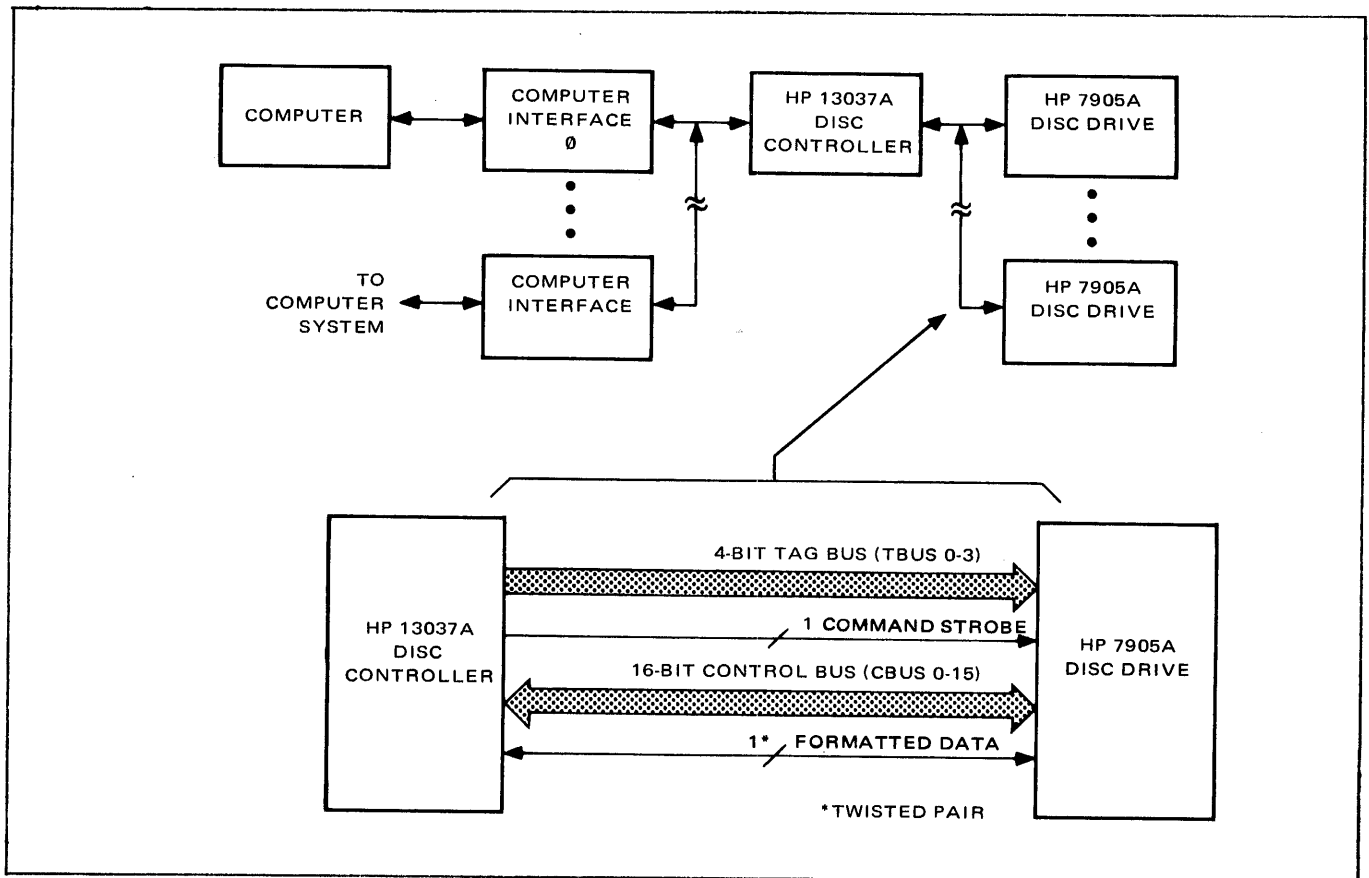 COMPUTER
COMPUTER
INTERFACE
Ø
HP 13037A
DISC
CONTROLLER
HP 7905A
DISC DRIVE
TO
COMPUTER
SYSTEM
COMPUTER
INTERFACE
HP 7905A
DISC DRIVE
HP 13037A
DISC
CONTROLLER
4-BIT TAG BUS (TBUS 0-3)
1 COMMAND STROBE
16-BIT CONTROL BUS (CBUS 0-15)
1* FORMATTED DATA
*TWISTED PAIR
HP 7905A
DISC DRIVE